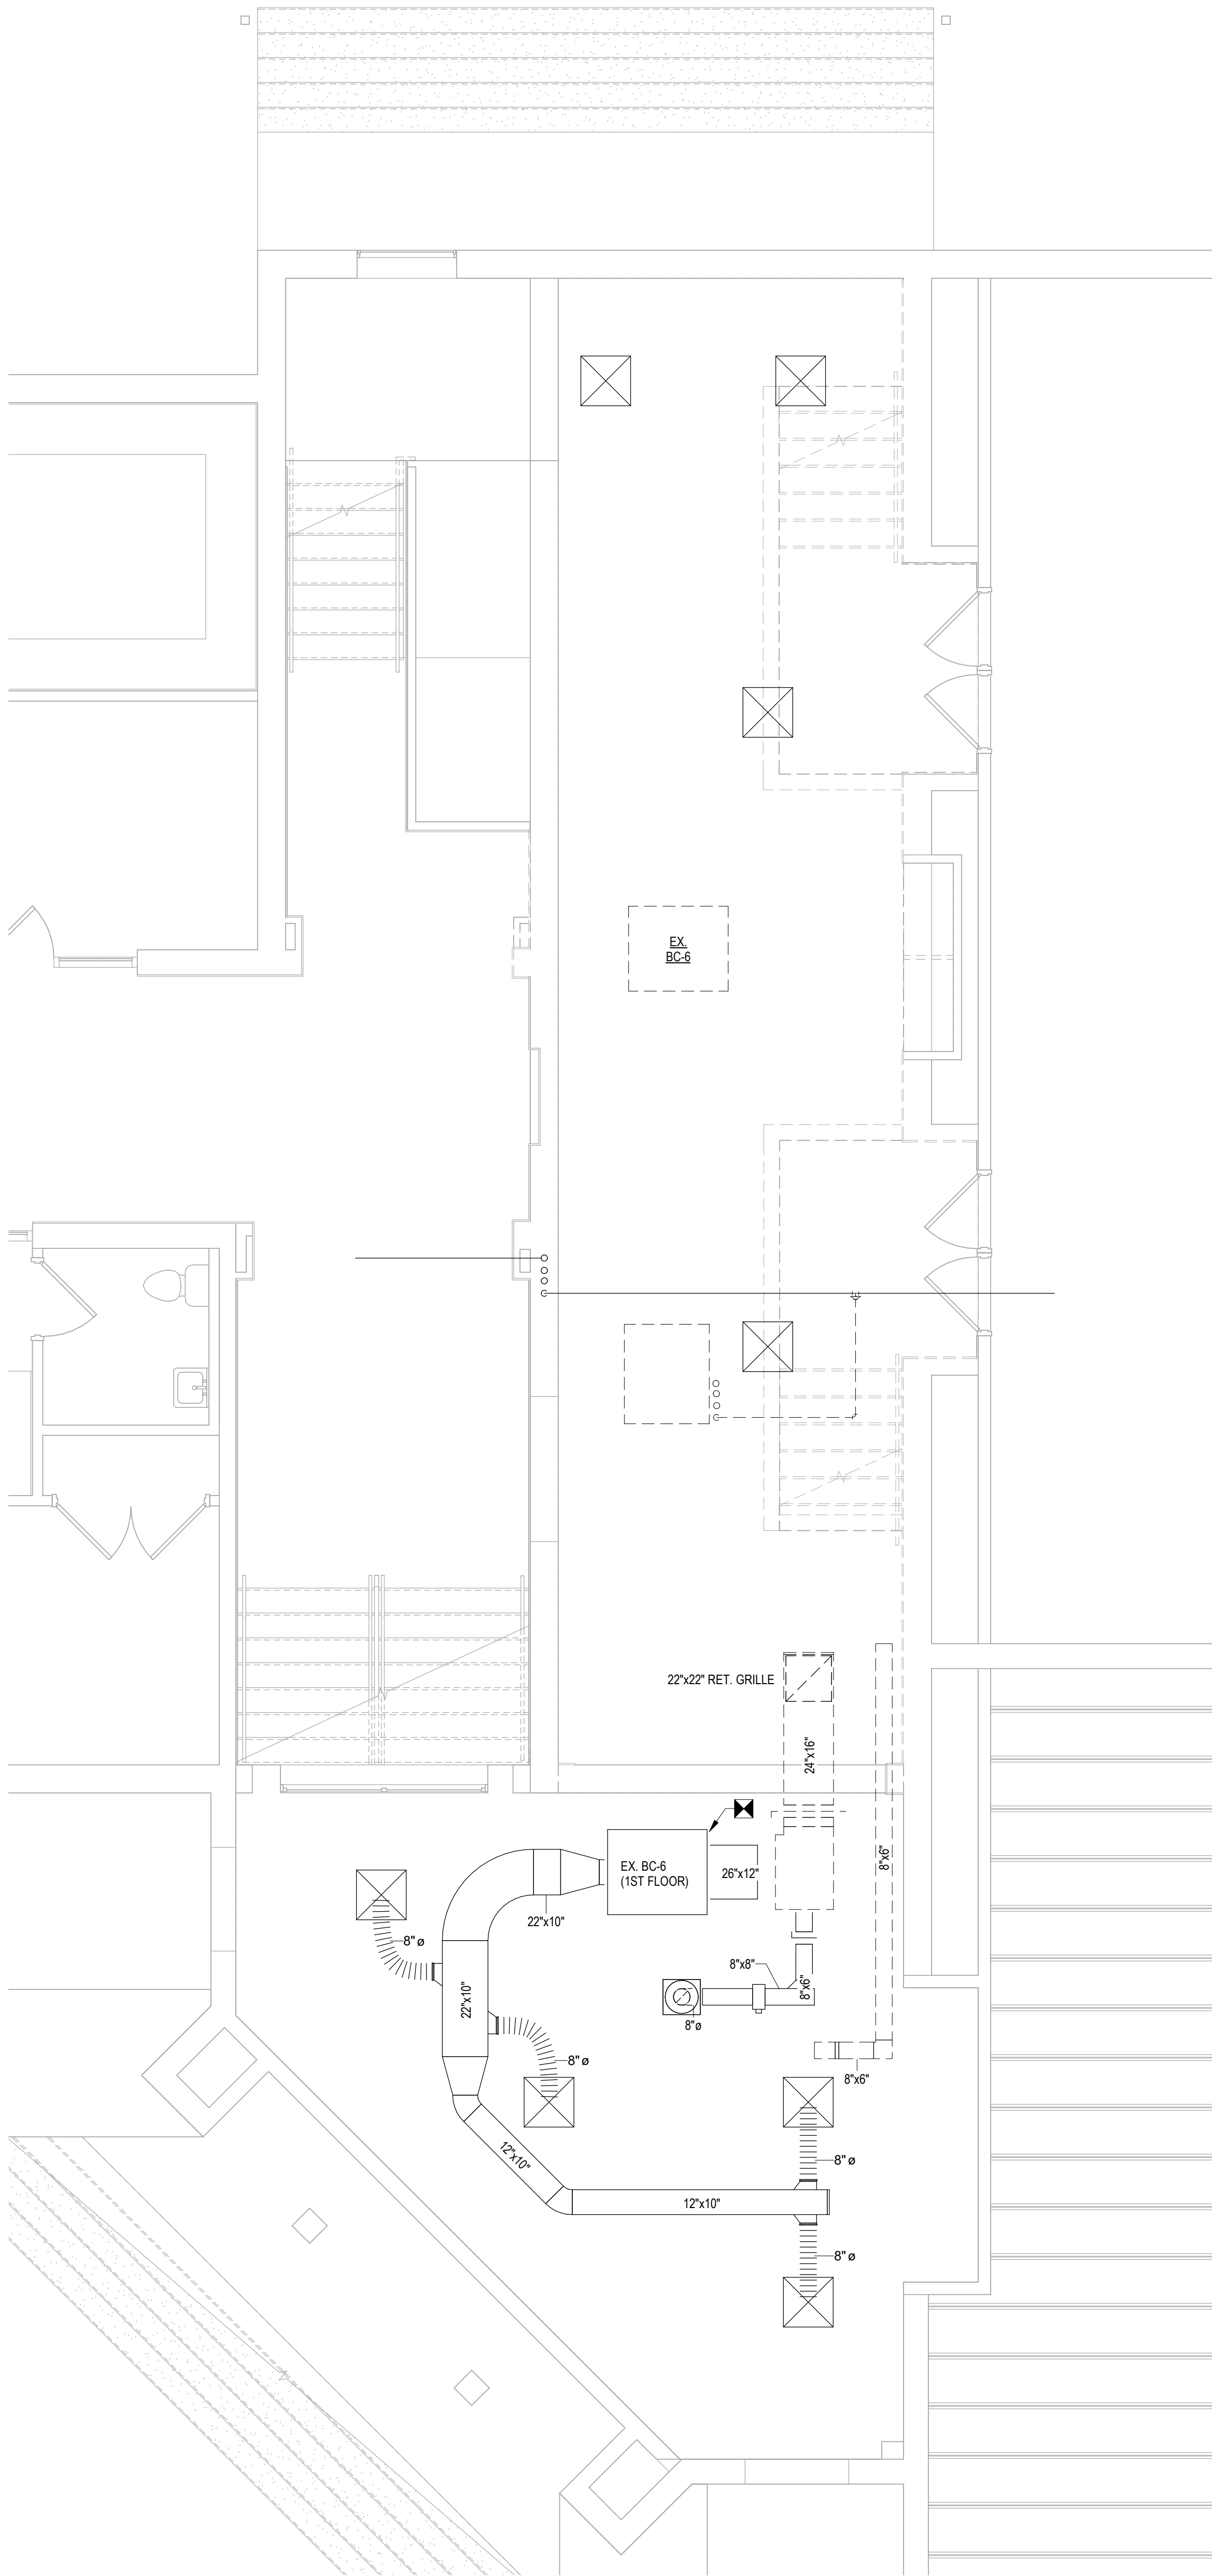 EX.
BC-6
22"x22" RET. GRILLE
24"x16"
8"x6"
EX. BC-6
(1ST FLOOR)
26"x12"
22"x10"
8"ø
22"x10"
8"x8"
8"x6"
8"ø
8"ø
8"x6"
12"x10"
8"ø
12"x10"
8"ø